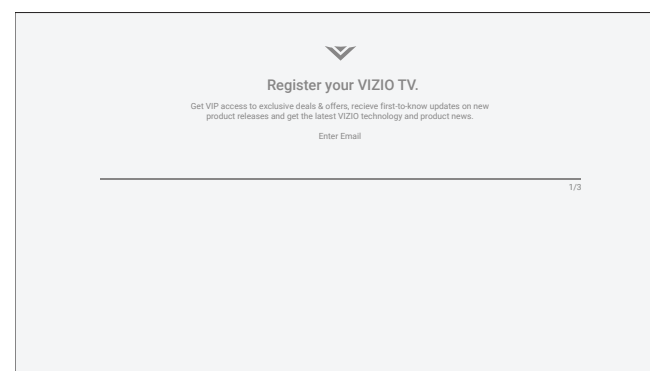 Register your VIZIO TV.
Get VIP access to exclusive deals & offers, recieve first-to-know updates on new
product releases and get the latest VIZIO technology and product news.
Enter Email
1/3